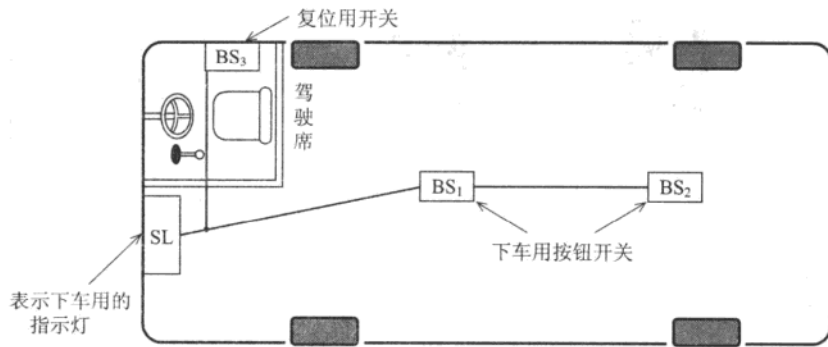 复位用开关
BS₃
驾
驶
席
BS₁
BS₂
SL
下车用按钮开关
表示下车用的
指示灯